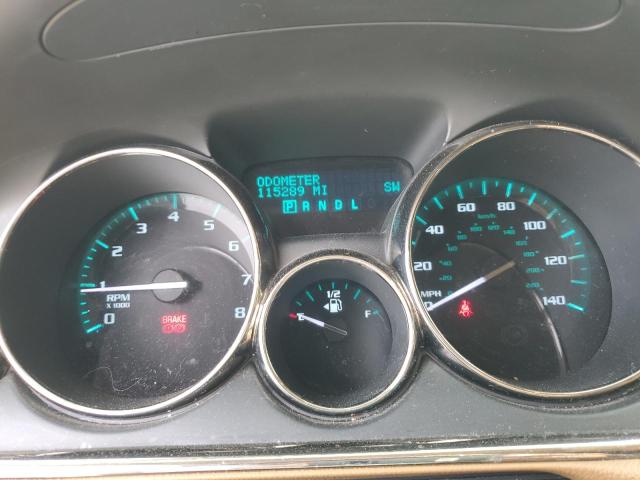 ODOMETER
115289 MI SW
P R N D L
0 1 2 3 4 5 6 7 8
RPM
X 1000
BRAKE
E 1/2 F
40 60 80 100 120 140
km/h
MPH